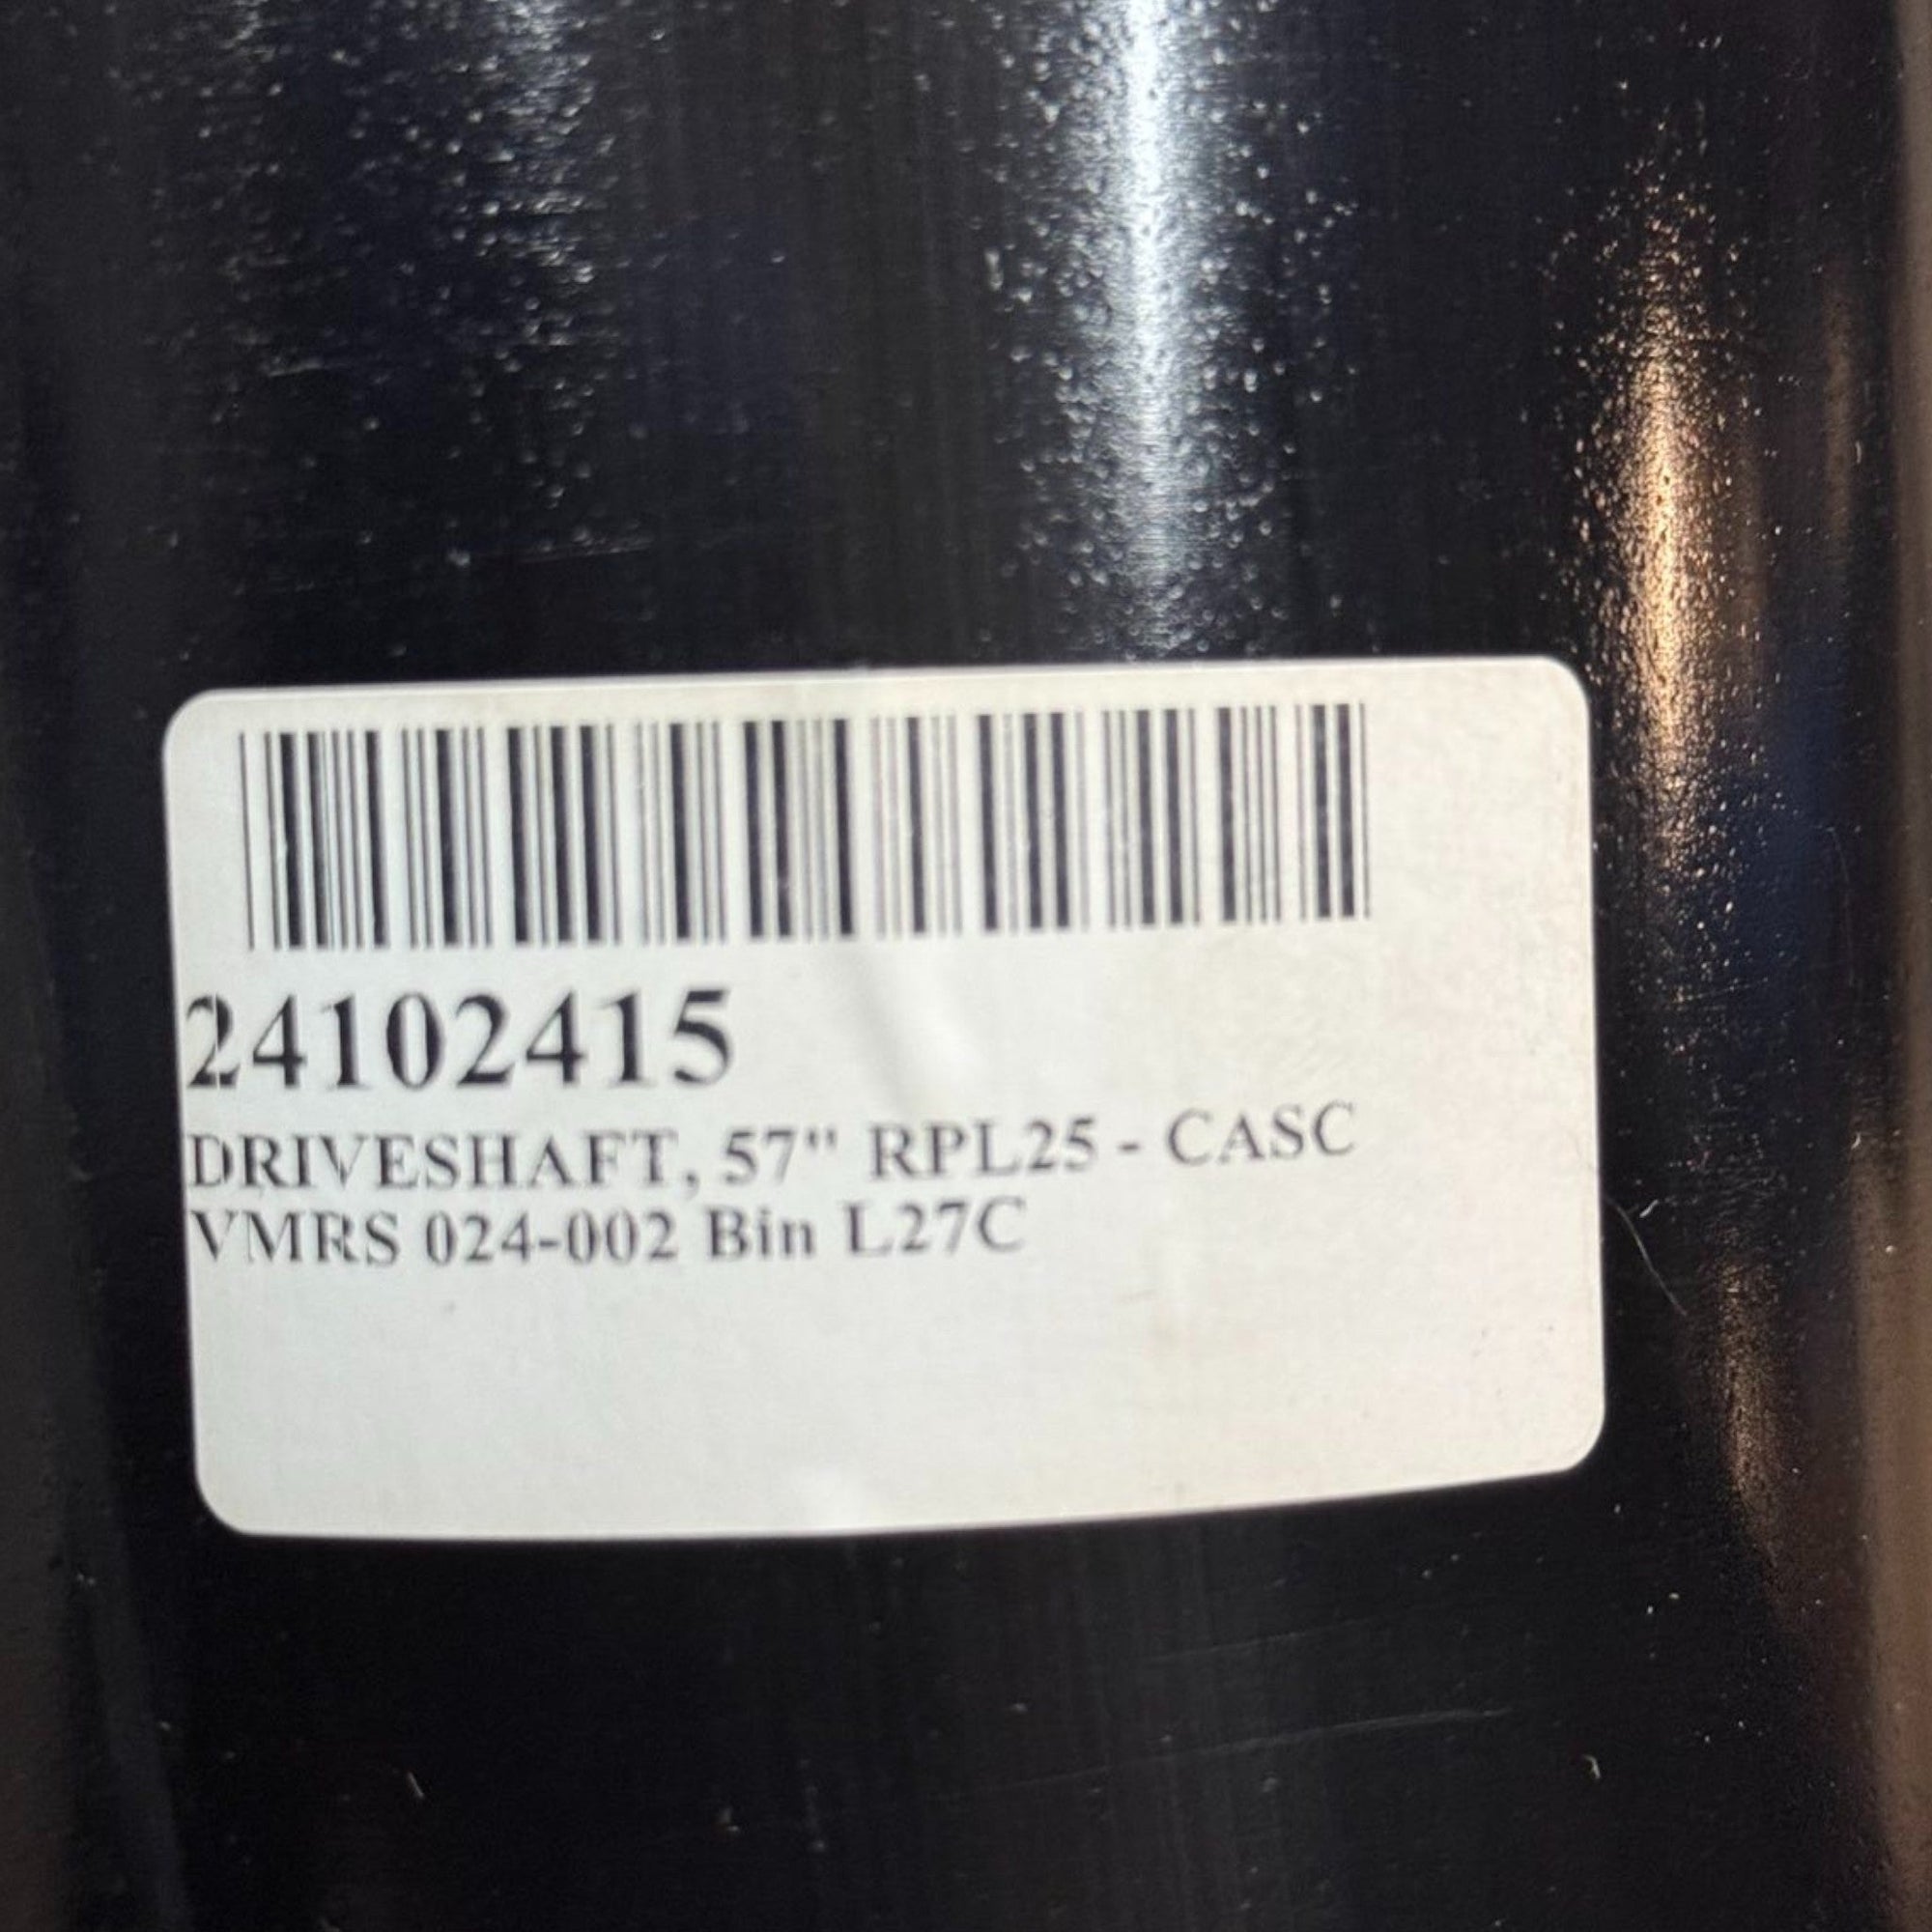 24102415
DRIVESHAFT, 57" RPL25 - CASC
VMRS 024-002 Bin L27C